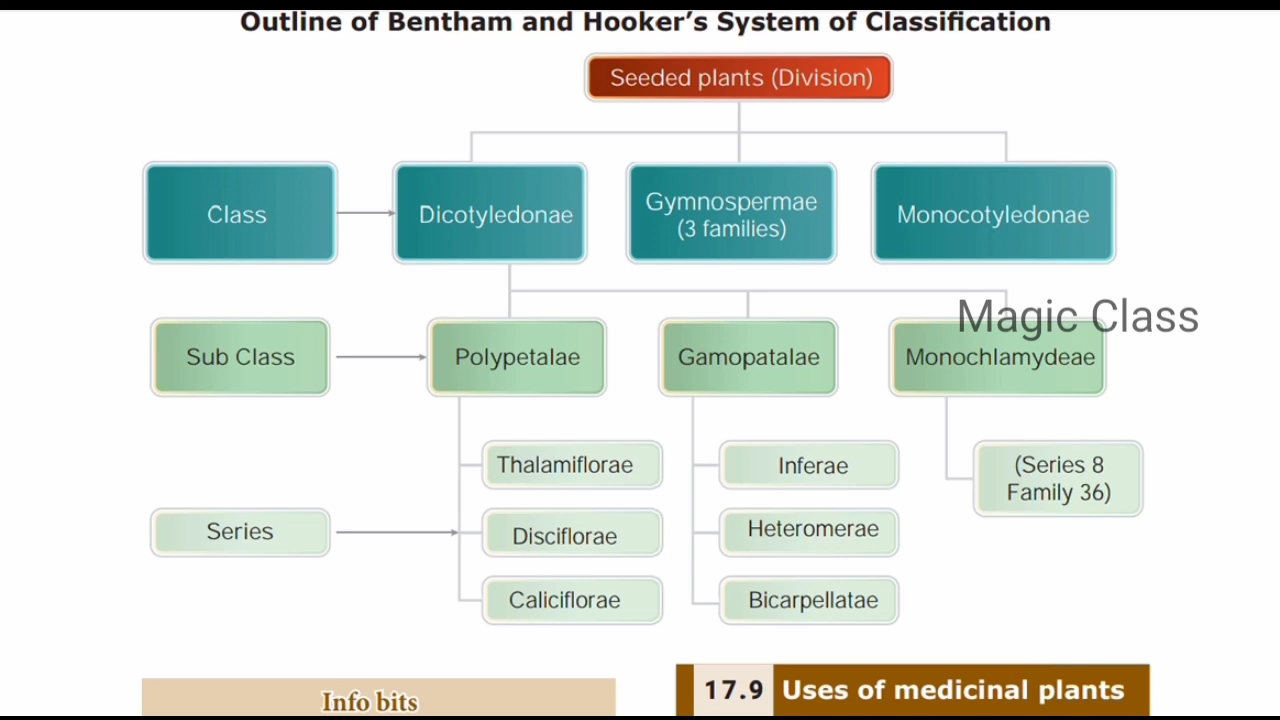 Outline of Bentham and Hooker's System of Classification
Seeded plants (Division)
Class
Dicotyledonae
Gymnospermae
(3 families)
Monocotyledonae
Magic Class
Sub Class
Polypetalae
Gamopatalae
Monochlamydeae
Thalamiflorae
Inferae
(Series 8
Family 36)
Series
Disciflorae
Heteromerae
Caliciflorae
Bicarpellatae
Info bits
17.9 Uses of medicinal plants